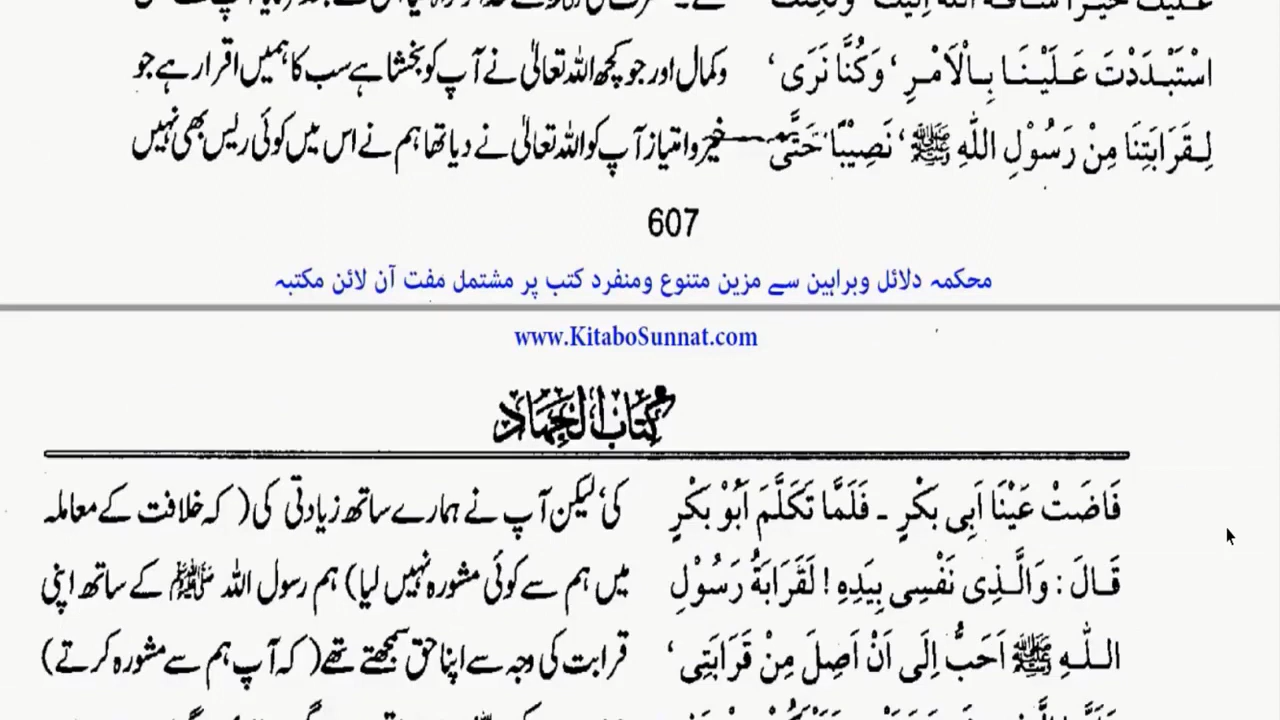 اسْتَبْدَدْتَ عَلَيْنَا بِالْاَمْرِ ‘ وَكُنَّا نَرَى ‘
لِقَرَابَتِنَا مِنْ رَسُوْلِ اللّٰهِ ﷺ ‘ نَصِيْبًا ‘ حَتّٰى
وکمال اور جو کچھ اللہ تعالیٰ نے آپ کو بخشا ہے سب کا ہمیں اقرار ہے جو
خیر وامتیاز آپ کو اللہ تعالیٰ نے دیا تھا ہم نے اس میں کوئی ریس بھی نہیں
607
محکمہ دلائل وبراہین سے مزین متنوع ومنفرد کتب پر مشتمل مفت آن لائن مکتبہ
www.KitaboSunnat.com
كتاب الجهاد
فَاضَتْ عَيْنَا اَبِى بَكْرٍ ـ فَلَمَّا تَكَلَّمَ اَبُوْ بَكْرٍ
قَالَ : وَالَّذِى نَفْسِى بِيَدِهِ ! لَقَرَابَةُ رَسُوْلِ
اللّٰهِ ﷺ اَحَبُّ اِلَى اَنْ اَصِلَ مِنْ قَرَابَتِى ‘
کی‘ لیکن آپ نے ہمارے ساتھ زیادتی کی (کہ خلافت کے معاملہ
میں ہم سے کوئی مشورہ نہیں لیا) ہم رسول اللہ ﷺ کے ساتھ اپنی
قرابت کی وجہ سے اپنا حق سمجھتے تھے (کہ آپ ہم سے مشورہ کرتے)